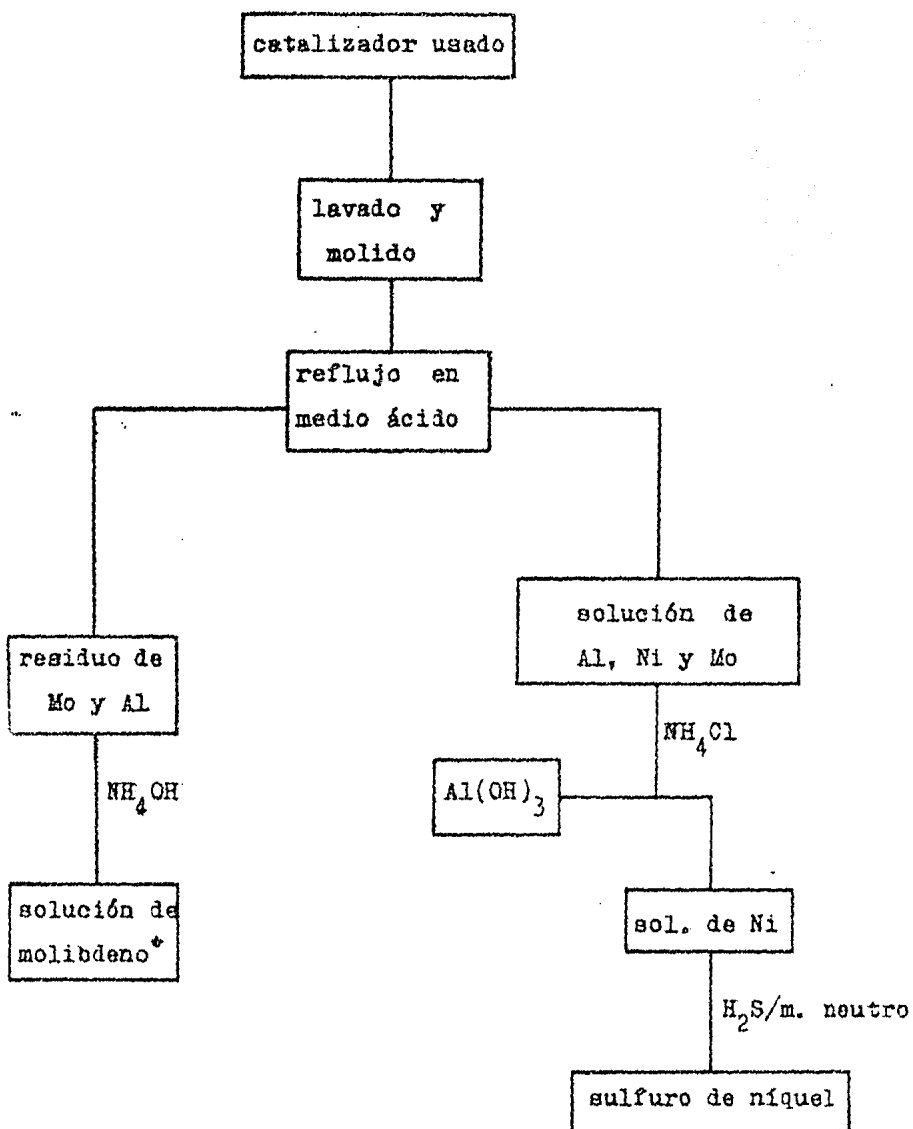 catalizador usado
lavado y
molido
reflujo en
medio ácido
residuo de
Mo y Al
solución de
Al, Ni y Mo
NH₄OH
NH₄Cl
Al(OH)₃
solución de
molibdeno*
sol. de Ni
H₂S/m. neutro
sulfuro de níquel